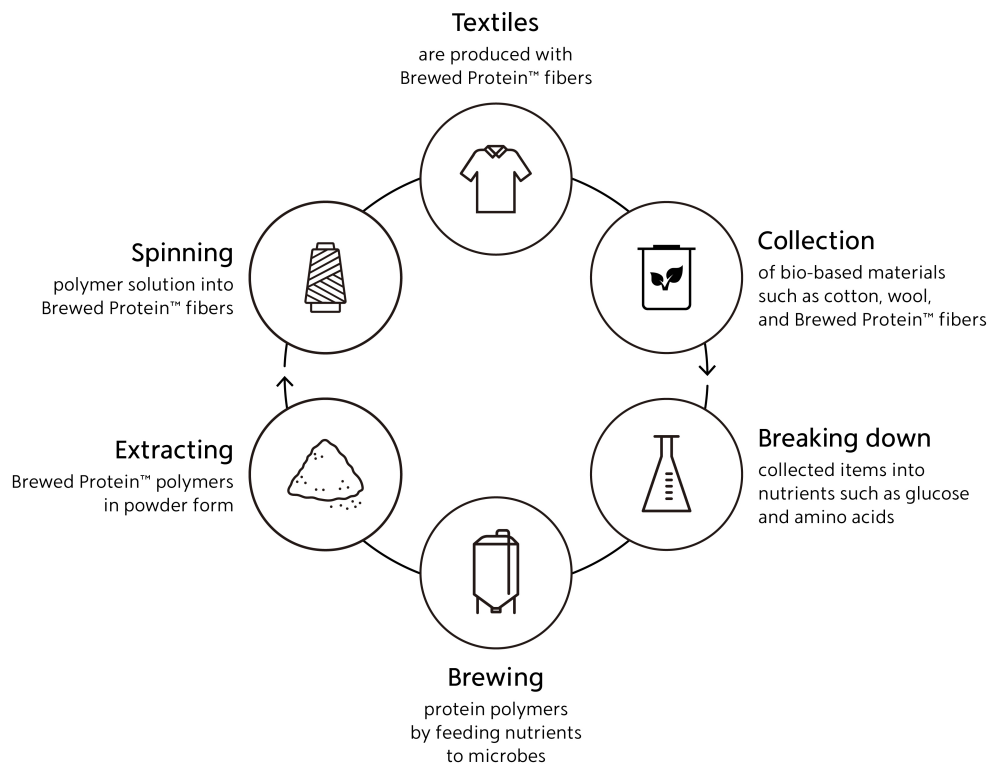 Textiles
are produced with
Brewed Protein™ fibers
Collection
of bio-based materials
such as cotton, wool,
and Brewed Protein™ fibers
Breaking down
collected items into
nutrients such as glucose
and amino acids
Brewing
protein polymers
by feeding nutrients
to microbes
Extracting
Brewed Protein™ polymers
in powder form
Spinning
polymer solution into
Brewed Protein™ fibers